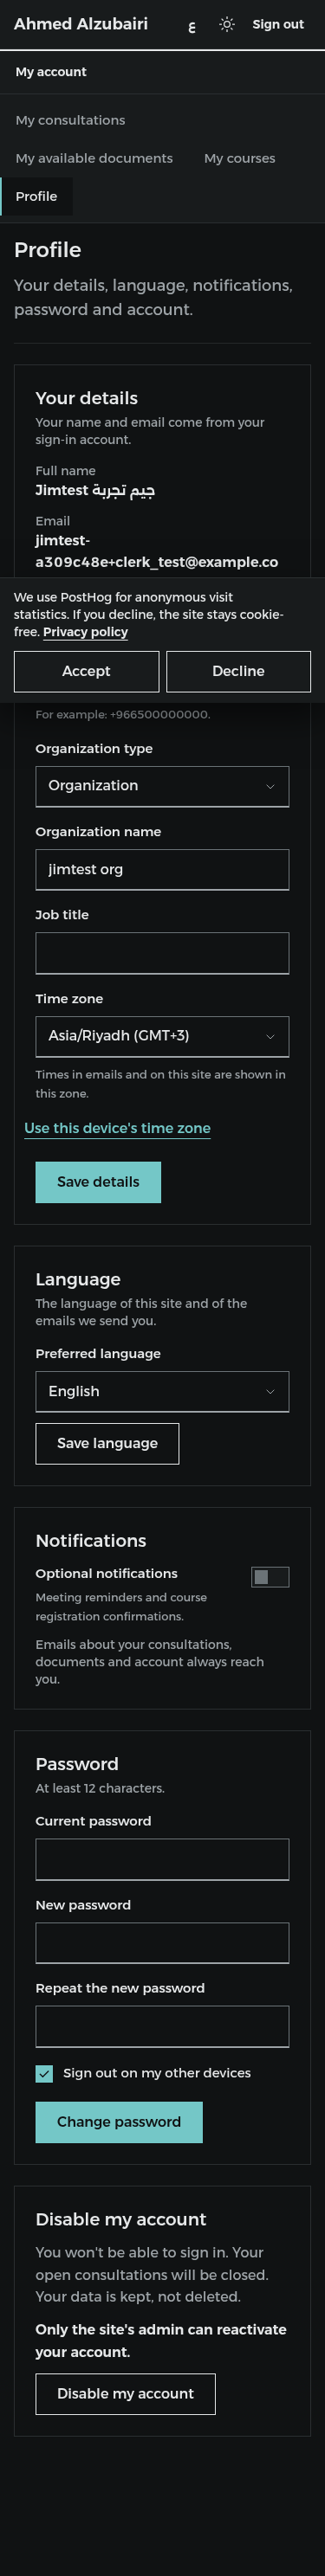 Ahmed Alzubairi
ع
Sign out
My account
My consultations
My available documents
My courses
Profile
Profile
Your details, language, notifications,
password and account.
Your details
Your name and email come from your
sign-in account.
Full name
Jimtest جيم تجربة
Email
jimtest-
a309c48e+clerk_test@example.co
We use PostHog for anonymous visit
statistics. If you decline, the site stays cookie-
free. Privacy policy
Accept
Decline
For example: +966500000000.
Organization type
Organization
Organization name
jimtest org
Job title
Time zone
Asia/Riyadh (GMT+3)
Times in emails and on this site are shown in
this zone.
Use this device's time zone
Save details
Language
The language of this site and of the
emails we send you.
Preferred language
English
Save language
Notifications
Optional notifications
Meeting reminders and course
registration confirmations.
Emails about your consultations,
documents and account always reach
you.
Password
At least 12 characters.
Current password
New password
Repeat the new password
Sign out on my other devices
Change password
Disable my account
You won't be able to sign in. Your
open consultations will be closed.
Your data is kept, not deleted.
Only the site's admin can reactivate
your account.
Disable my account